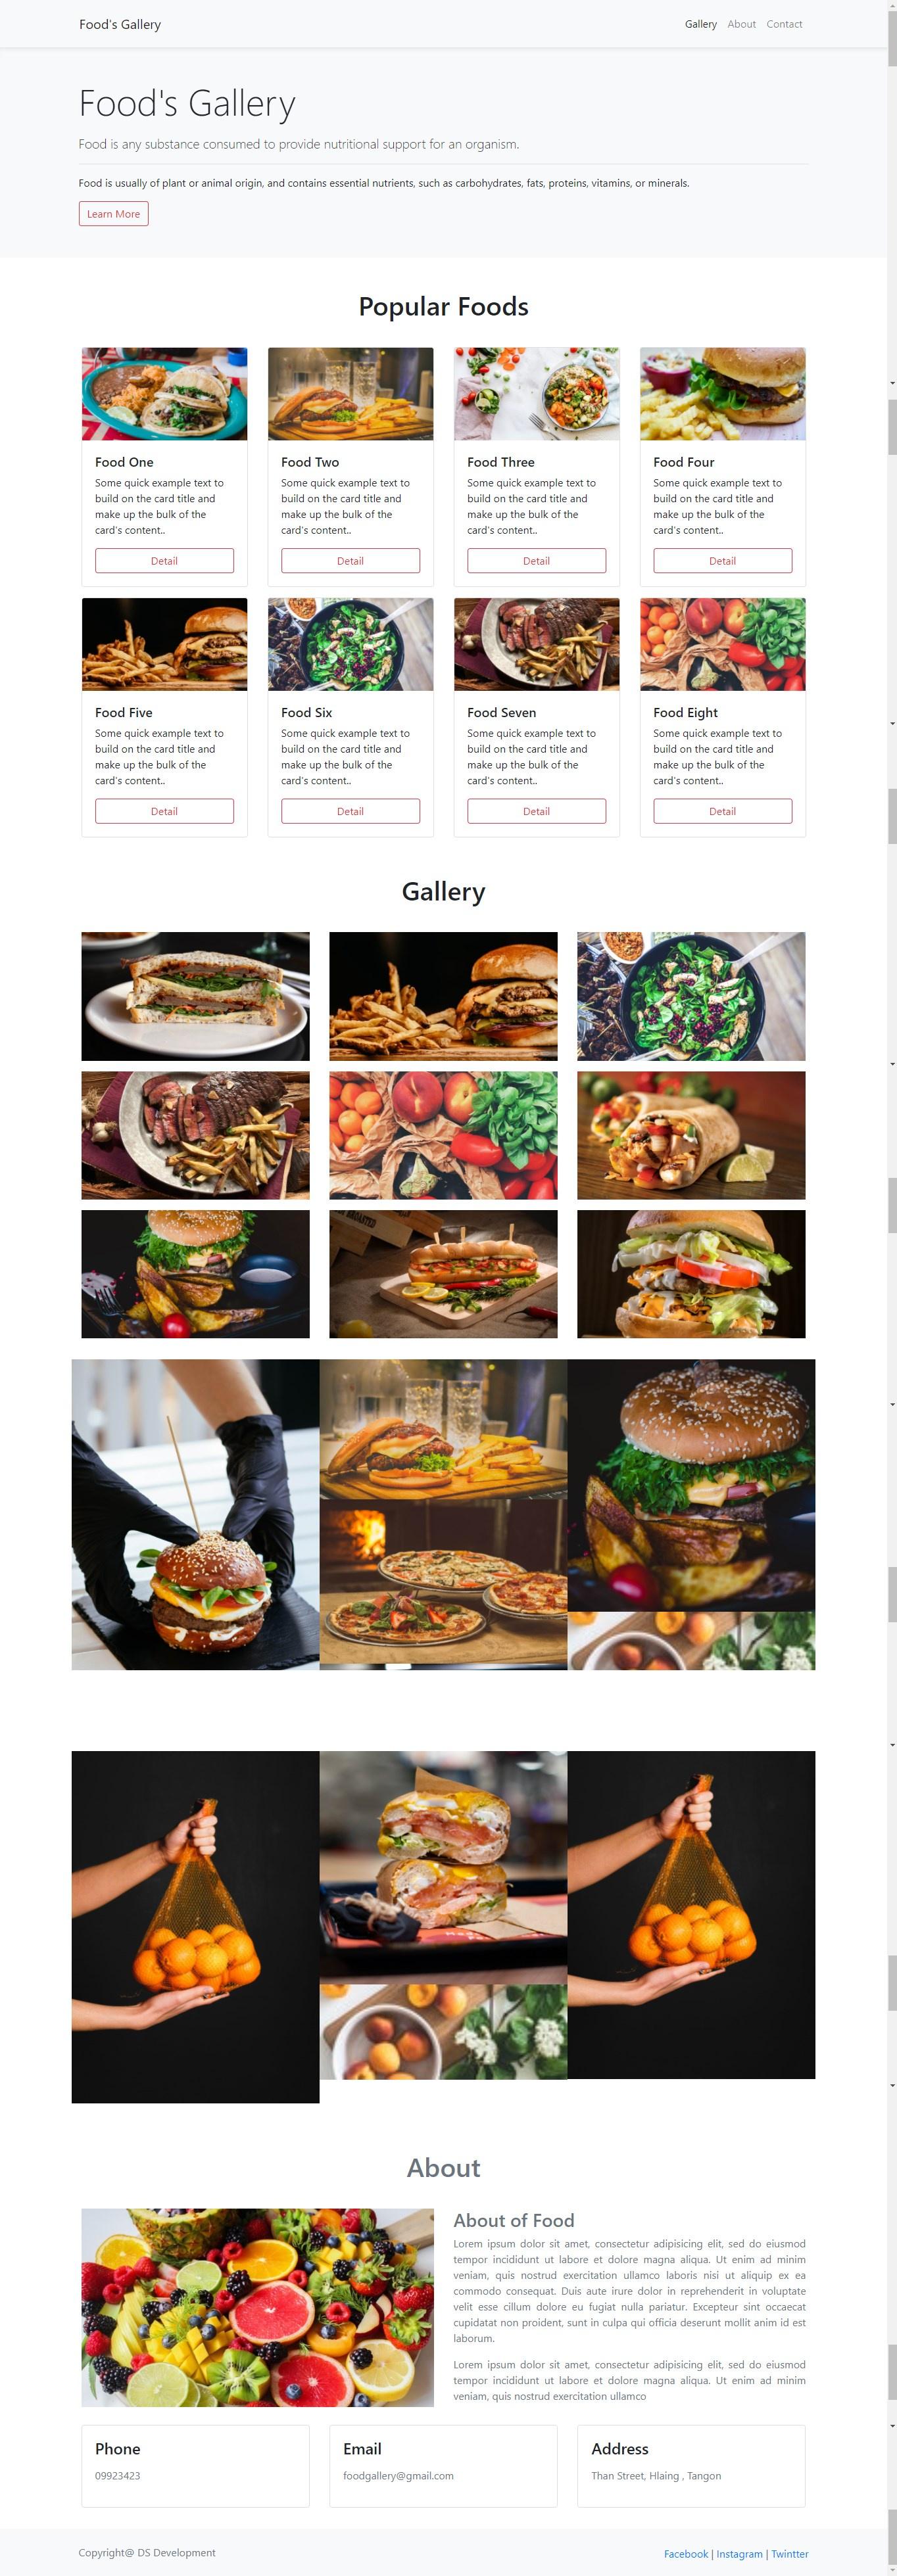 Food's Gallery
Gallery About Contact
Food's Gallery
Food is any substance consumed to provide nutritional support for an organism.
Food is usually of plant or animal origin, and contains essential nutrients, such as carbohydrates, fats, proteins, vitamins, or minerals.
Learn More
Popular Foods
Food One
Some quick example text to
build on the card title and
make up the bulk of the
card's content..
Detail
Food Two
Some quick example text to
build on the card title and
make up the bulk of the
card's content..
Detail
Food Three
Some quick example text to
build on the card title and
make up the bulk of the
card's content..
Detail
Food Four
Some quick example text to
build on the card title and
make up the bulk of the
card's content..
Detail
Food Five
Some quick example text to
build on the card title and
make up the bulk of the
card's content..
Detail
Food Six
Some quick example text to
build on the card title and
make up the bulk of the
card's content..
Detail
Food Seven
Some quick example text to
build on the card title and
make up the bulk of the
card's content..
Detail
Food Eight
Some quick example text to
build on the card title and
make up the bulk of the
card's content..
Detail
Gallery
About
About of Food
Lorem ipsum dolor sit amet, consectetur adipisicing elit, sed do eiusmod
tempor incididunt ut labore et dolore magna aliqua. Ut enim ad minim
veniam, quis nostrud exercitation ullamco laboris nisi ut aliquip ex ea
commodo consequat. Duis aute irure dolor in reprehenderit in voluptate
velit esse cillum dolore eu fugiat nulla pariatur. Excepteur sint occaecat
cupidatat non proident, sunt in culpa qui officia deserunt mollit anim id est
laborum.
Lorem ipsum dolor sit amet, consectetur adipisicing elit, sed do eiusmod
tempor incididunt ut labore et dolore magna aliqua. Ut enim ad minim
veniam, quis nostrud exercitation ullamco
Phone
09923423
Email
foodgallery@gmail.com
Address
Than Street, Hlaing , Tangon
Copyright@ DS Development
Facebook | Instagram | Twintter